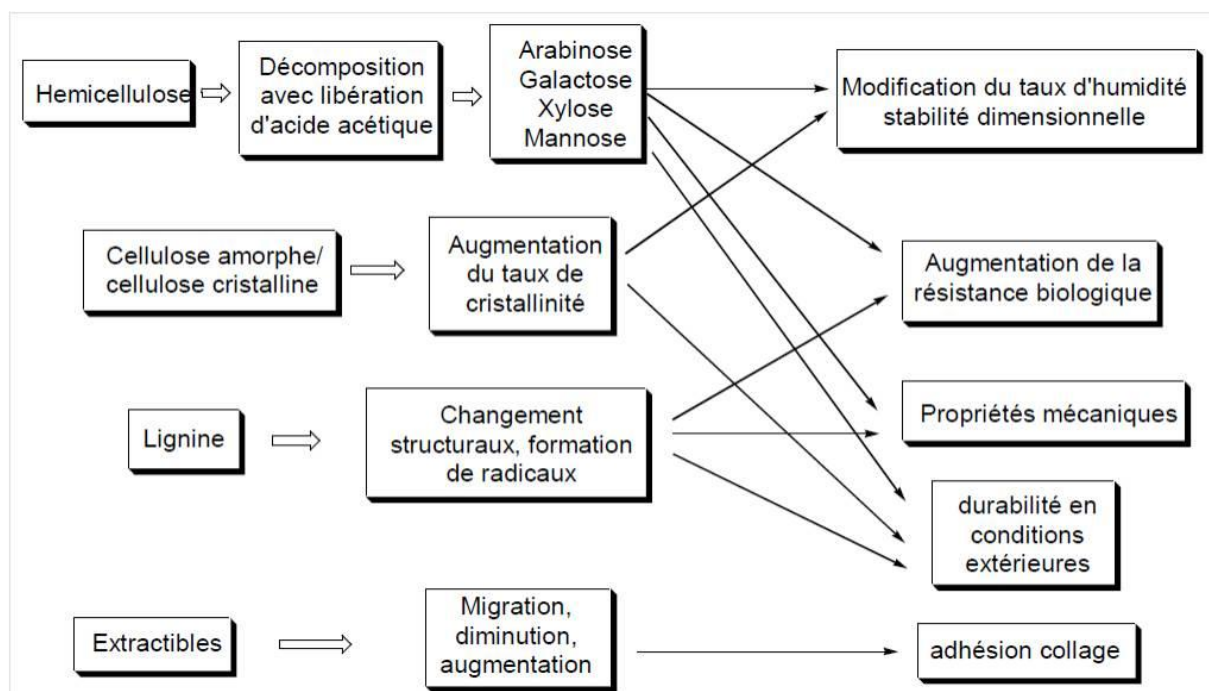 Hemicellulose
Décomposition
avec libération
d'acide acétique
Arabinose
Galactose
Xylose
Mannose
Modification du taux d'humidité
stabilité dimensionnelle
Cellulose amorphe/
cellulose cristalline
Augmentation
du taux de
cristallinité
Augmentation de la
résistance biologique
Lignine
Changement
structuraux, formation
de radicaux
Propriétés mécaniques
durabilité en
conditions
extérieures
Extractibles
Migration,
diminution,
augmentation
adhésion collage